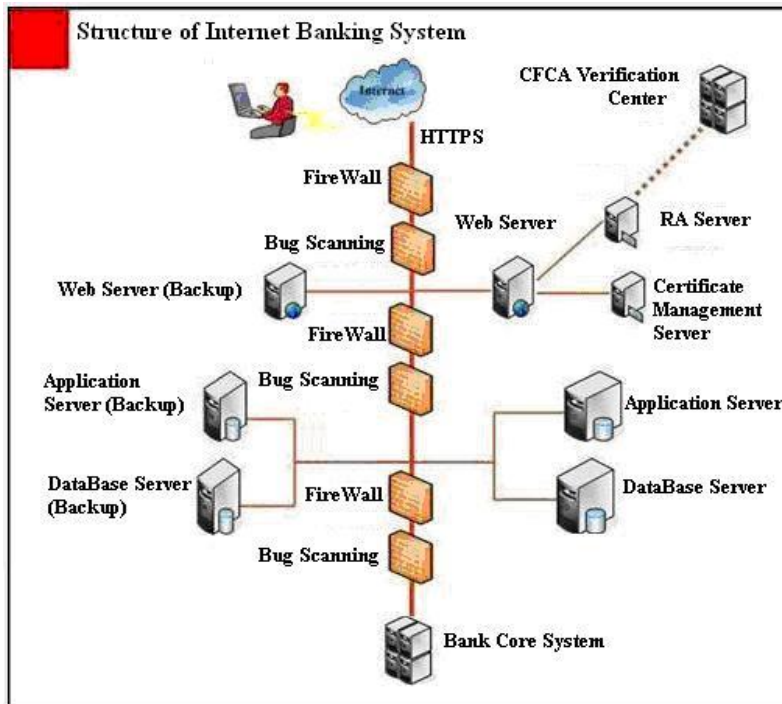 Structure of Internet Banking System
CFCA Verification
Center
Internet
HTTPS
FireWall
Web Server
RA Server
Bug Scanning
Web Server (Backup)
Certificate
Management
Server
FireWall
Application
Server (Backup)
Bug Scanning
Application Server
DataBase Server
(Backup)
FireWall
DataBase Server
Bug Scanning
Bank Core System